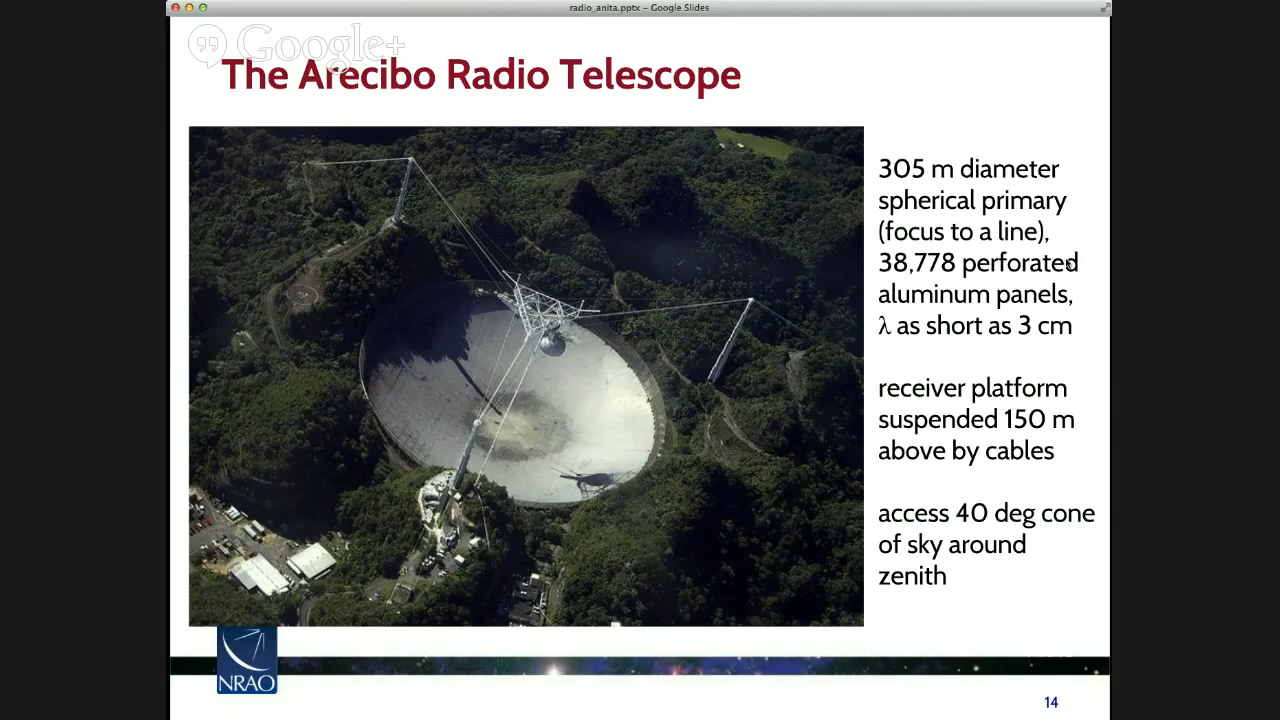 radio_anita.pptx - Google Slides
Google+
The Arecibo Radio Telescope
305 m diameter
spherical primary
(focus to a line),
38,778 perforated
aluminum panels,
λ as short as 3 cm
receiver platform
suspended 150 m
above by cables
access 40 deg cone
of sky around
zenith
NRAO
14